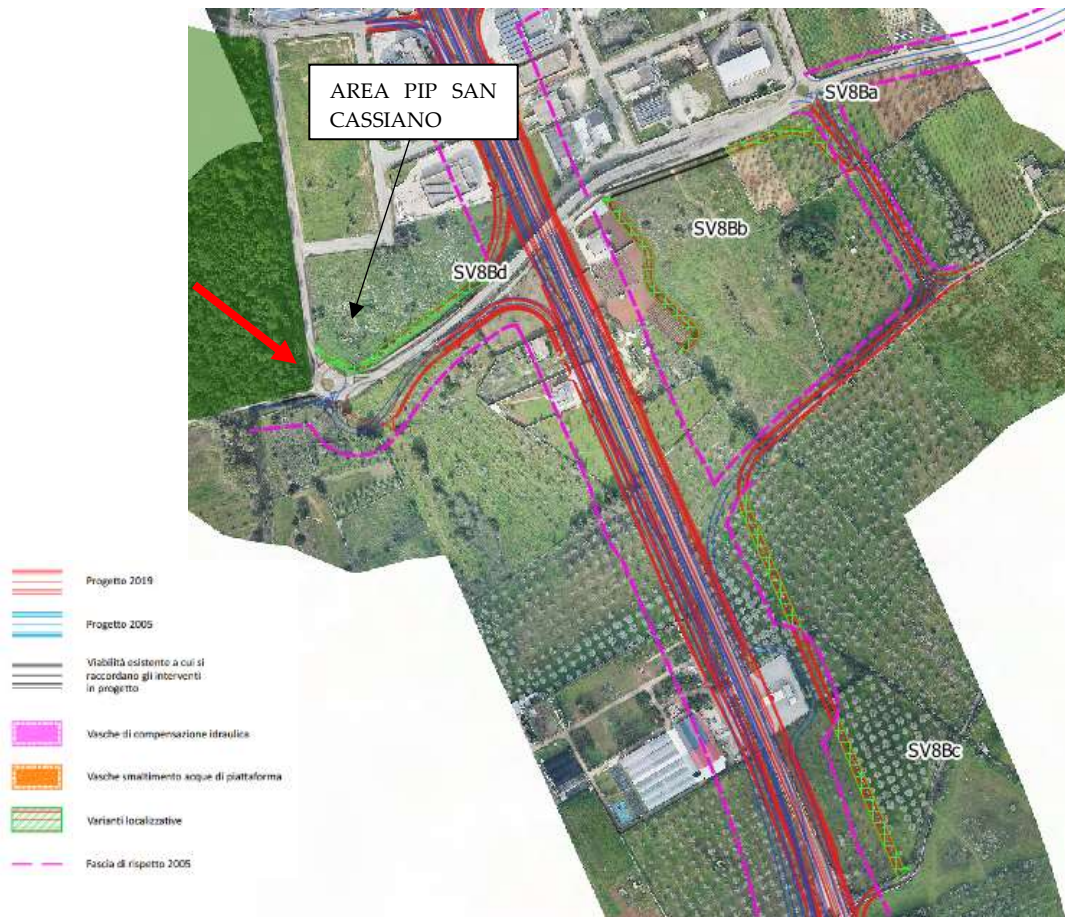 AREA PIP SAN
CASSIANO
SV8Ba
SV8Bb
SV8Bd
SV8Bc
Progetto 2019
Progetto 2005
Viabilità esistente a cui si
raccordano gli interventi
in progetto
Vasche di compensazione idraulica
Vasche smaltimento acque di piattaforma
Varianti localizzative
Fascia di rispetto 2005